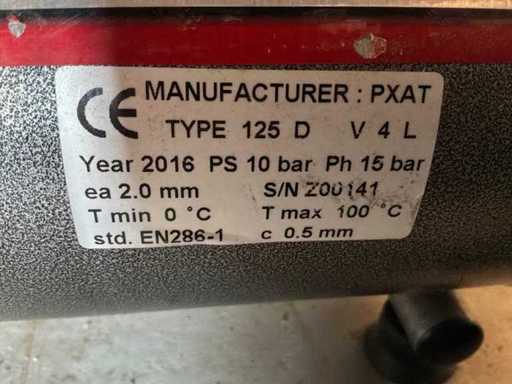 CE MANUFACTURER : PXAT
TYPE 125 D V 4 L
Year 2016 PS 10 bar Ph 15 bar
ea 2.0 mm S/N Z00141
T min 0 °C T max 100 °C
std. EN286-1 c 0.5 mm